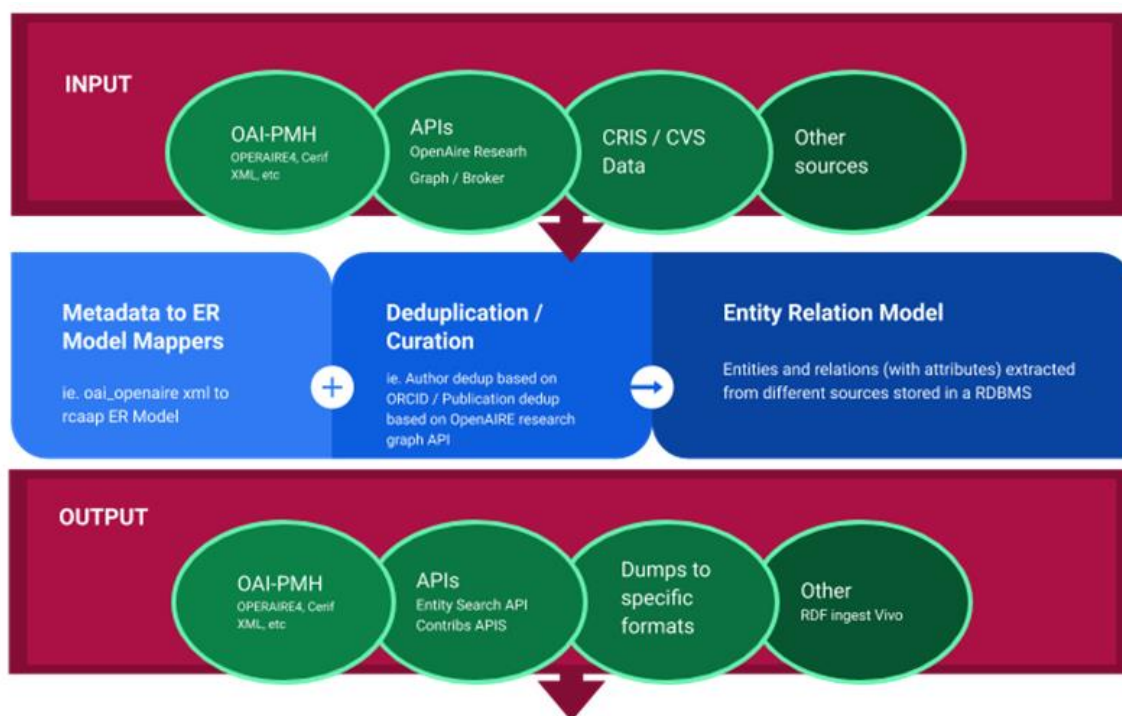 INPUT
OAI-PMH
OPERAIRE4, Cerif
XML, etc
APIs
OpenAire Researh
Graph / Broker
CRIS / CVS
Data
Other
sources
Metadata to ER
Model Mappers
ie. oai_openaire xml to
rcaap ER Model
+
Deduplication /
Curation
ie. Author dedup based on
ORCID / Publication dedup
based on OpenAIRE research
graph API
Entity Relation Model
Entities and relations (with attributes) extracted
from different sources stored in a RDBMS
OUTPUT
OAI-PMH
OPERAIRE4, Cerif
XML, etc
APIs
Entity Search API
Contribs APIS
Dumps to
specific
formats
Other
RDF ingest Vivo